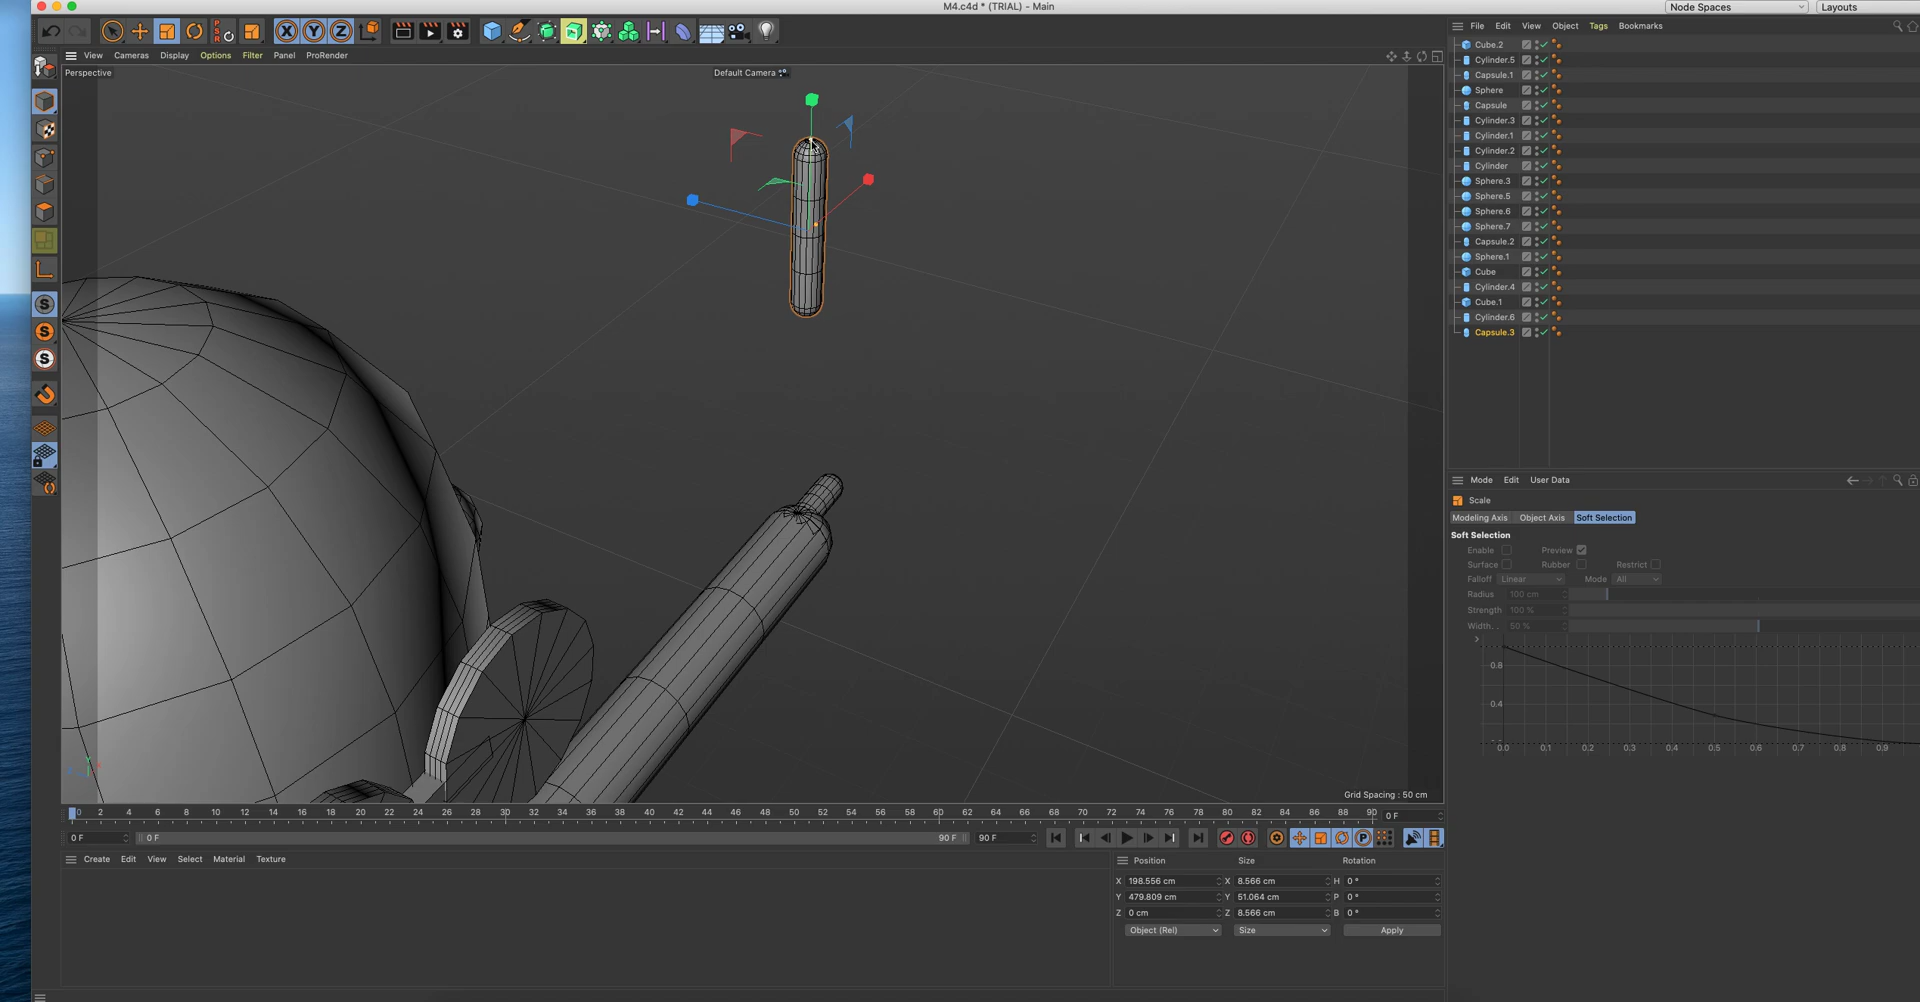 M4.c4d * (TRIAL) - Main
Node Spaces
Layouts
File Edit View Object Tags Bookmarks
View Cameras Display Options Filter Panel ProRender
Perspective
Default Camera
Cube.2
Cylinder.5
Capsule.1
Sphere
Capsule
Cylinder.3
Cylinder.1
Cylinder.2
Cylinder
Sphere.3
Sphere.5
Sphere.6
Sphere.7
Capsule.2
Sphere.1
Cube
Cylinder.4
Cube.1
Cylinder.6
Capsule.3
Mode Edit User Data
Scale
Modeling Axis Object Axis Soft Selection
Soft Selection
Enable Preview
Surface Rubber Restrict
Falloff Linear Mode All
Radius 100 cm
Strength 100 %
Width. . 50 %
0.8
0.4
0.0 0.1 0.2 0.3 0.4 0.5 0.6 0.7 0.8 0.9
Grid Spacing : 50 cm
0 2 4 6 8 10 12 14 16 18 20 22 24 26 28 30 32 34 36 38 40 42 44 46 48 50 52 54 56 58 60 62 64 66 68 70 72 74 76 78 80 82 84 86 88 90 0 F
0 F 0 F 90 F 90 F
Create Edit View Select Material Texture
Position Size Rotation
X 198.556 cm X 8.566 cm H 0 °
Y 479.809 cm Y 51.064 cm P 0 °
Z 0 cm Z 8.566 cm B 0 °
Object (Rel) Size Apply